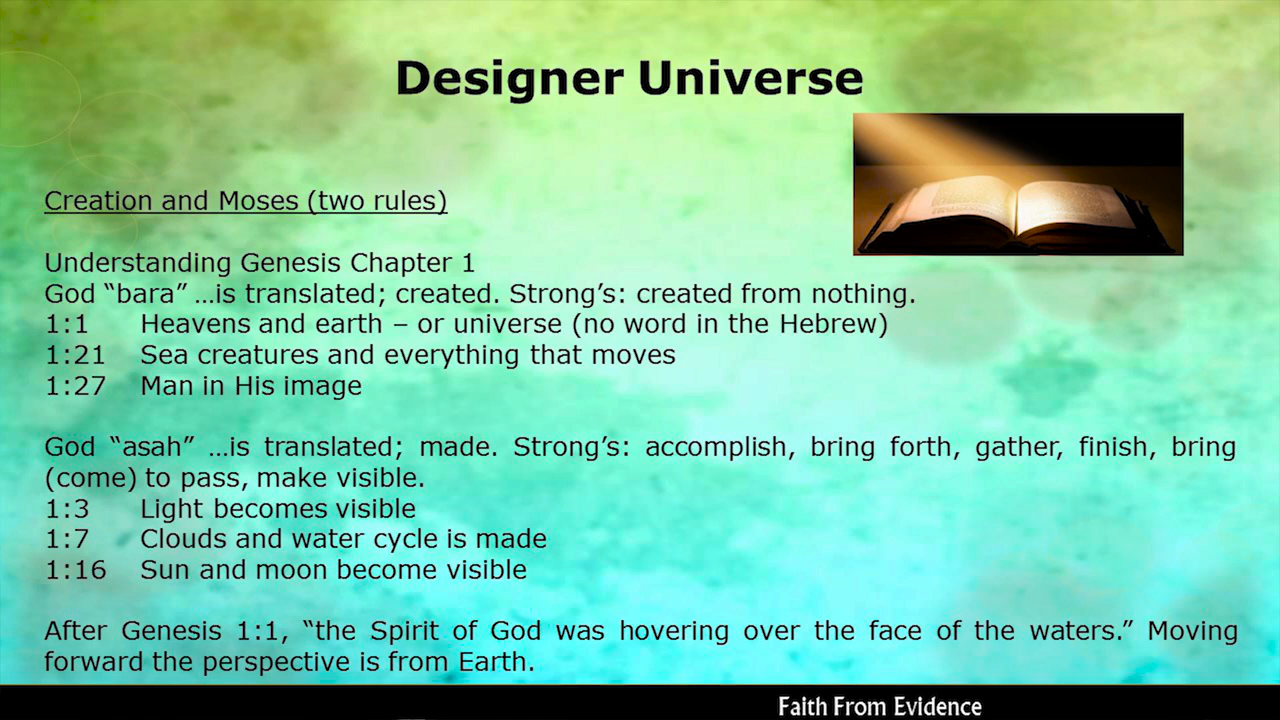 Designer Universe
Creation and Moses (two rules)
Understanding Genesis Chapter 1
God “bara” …is translated; created. Strong’s: created from nothing.
1:1 Heavens and earth – or universe (no word in the Hebrew)
1:21 Sea creatures and everything that moves
1:27 Man in His image
God “asah” …is translated; made. Strong’s: accomplish, bring forth, gather, finish, bring
(come) to pass, make visible.
1:3 Light becomes visible
1:7 Clouds and water cycle is made
1:16 Sun and moon become visible
After Genesis 1:1, “the Spirit of God was hovering over the face of the waters.” Moving
forward the perspective is from Earth.
Faith From Evidence